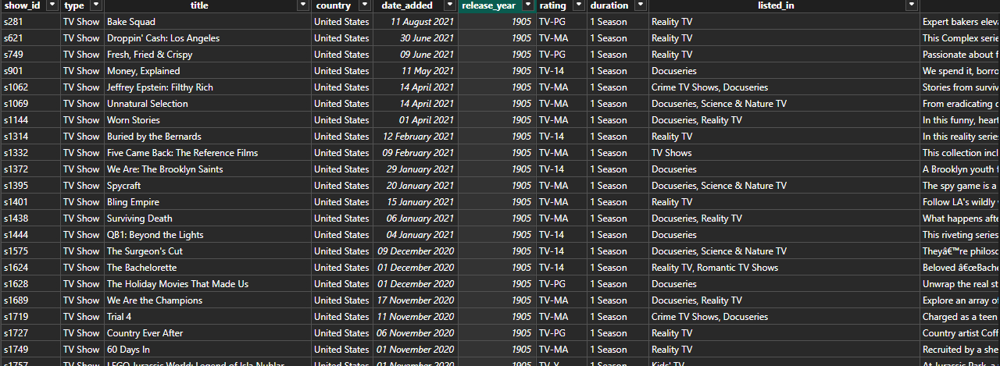 show_id type title country date_added release_year rating duration listed_in
s281 TV Show Bake Squad United States 11 August 2021 1905 TV-PG 1 Season Reality TV Expert bakers elev
s621 TV Show Droppin' Cash: Los Angeles United States 30 June 2021 1905 TV-MA 1 Season Reality TV This Complex serie
s749 TV Show Fresh, Fried & Crispy United States 09 June 2021 1905 TV-PG 1 Season Reality TV Passionate about f
s901 TV Show Money, Explained United States 11 May 2021 1905 TV-14 1 Season Docuseries We spend it, borro
s1062 TV Show Jeffrey Epstein: Filthy Rich United States 14 April 2021 1905 TV-MA 1 Season Crime TV Shows, Docuseries Stories from surviv
s1069 TV Show Unnatural Selection United States 14 April 2021 1905 TV-MA 1 Season Docuseries, Science & Nature TV From eradicating d
s1144 TV Show Worn Stories United States 01 April 2021 1905 TV-MA 1 Season Docuseries, Reality TV In this funny, heart
s1314 TV Show Buried by the Bernards United States 12 February 2021 1905 TV-14 1 Season Reality TV In this reality series
s1332 TV Show Five Came Back: The Reference Films United States 09 February 2021 1905 TV-MA 1 Season TV Shows This collection incl
s1372 TV Show We Are: The Brooklyn Saints United States 29 January 2021 1905 TV-14 1 Season Docuseries A Brooklyn youth f
s1395 TV Show Spycraft United States 20 January 2021 1905 TV-MA 1 Season Docuseries, Science & Nature TV The spy game is a
s1401 TV Show Bling Empire United States 15 January 2021 1905 TV-MA 1 Season Reality TV Follow LA's wildly
s1438 TV Show Surviving Death United States 06 January 2021 1905 TV-MA 1 Season Docuseries, Reality TV What happens afte
s1444 TV Show QB1: Beyond the Lights United States 04 January 2021 1905 TV-14 1 Season Docuseries This riveting series
s1575 TV Show The Surgeon's Cut United States 09 December 2020 1905 TV-14 1 Season Docuseries, Science & Nature TV Theyâ€™re philoso
s1624 TV Show The Bachelorette United States 01 December 2020 1905 TV-14 1 Season Reality TV, Romantic TV Shows Beloved â€œBache
s1628 TV Show The Holiday Movies That Made Us United States 01 December 2020 1905 TV-PG 1 Season Docuseries Unwrap the real st
s1689 TV Show We Are the Champions United States 17 November 2020 1905 TV-MA 1 Season Docuseries, Reality TV Explore an array of
s1719 TV Show Trial 4 United States 11 November 2020 1905 TV-MA 1 Season Crime TV Shows, Docuseries Charged as a teen
s1727 TV Show Country Ever After United States 06 November 2020 1905 TV-PG 1 Season Reality TV Country artist Coff
s1749 TV Show 60 Days In United States 01 November 2020 1905 TV-MA 1 Season Reality TV Recruited by a she
s1757 TV Show LEGO Jurassic World: Legend of Isla Nublar United States 1905 TV-Y 1 Season Kids' TV At Jurassic Park, a